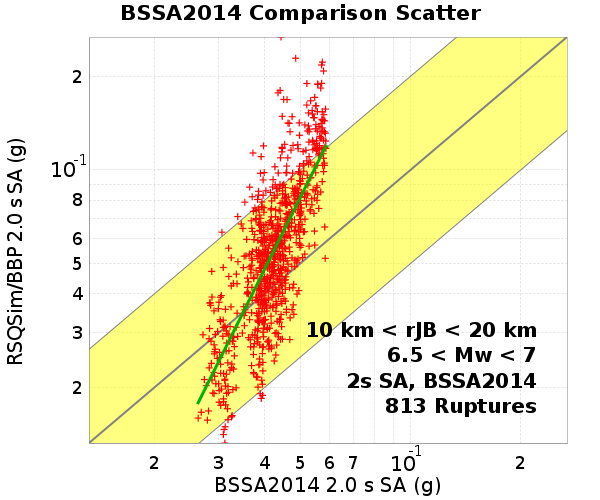 BSSA2014 Comparison Scatter
RSQSim/BBP 2.0 s SA (g)
2
10^-1
8
6
5
4
3
2
10 km < rJB < 20 km
6.5 < Mw < 7
2s SA, BSSA2014
813 Ruptures
2 3 4 5 6 7 10^-1 2
BSSA2014 2.0 s SA (g)